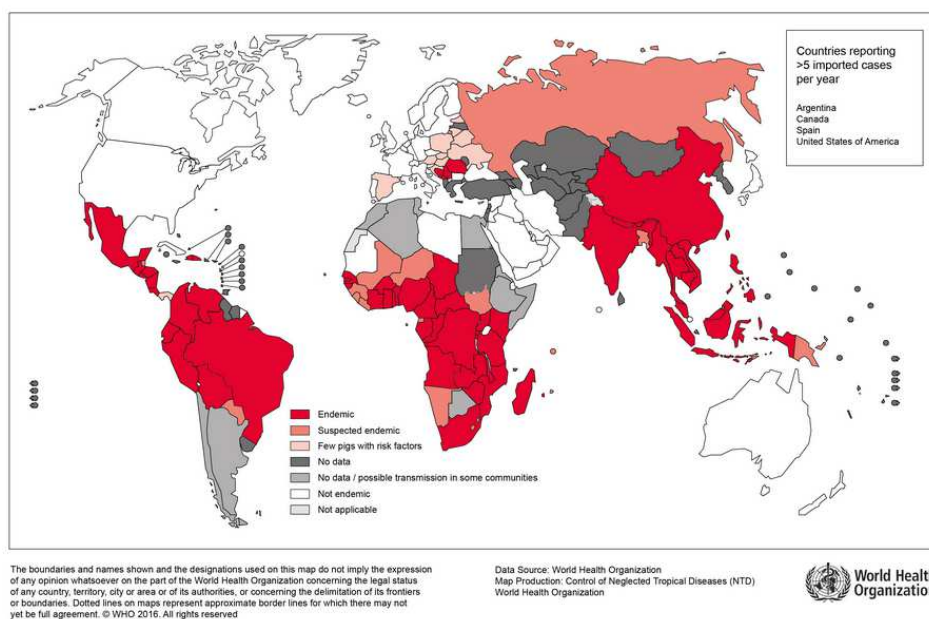 Countries reporting
>5 imported cases
per year
Argentina
Canada
Spain
United States of America
Endemic
Suspected endemic
Few pigs with risk factors
No data
No data / possible transmission in some communities
Not endemic
Not applicable
The boundaries and names shown and the designations used on this map do not imply the expression
of any opinion whatsoever on the part of the World Health Organization concerning the legal status
of any country, territory, city or area or of its authorities, or concerning the delimitation of its frontiers
or boundaries. Dotted lines on maps represent approximate border lines for which there may not
yet be full agreement. © WHO 2016. All rights reserved
Data Source: World Health Organization
Map Production: Control of Neglected Tropical Diseases (NTD)
World Health Organization
World Health
Organization